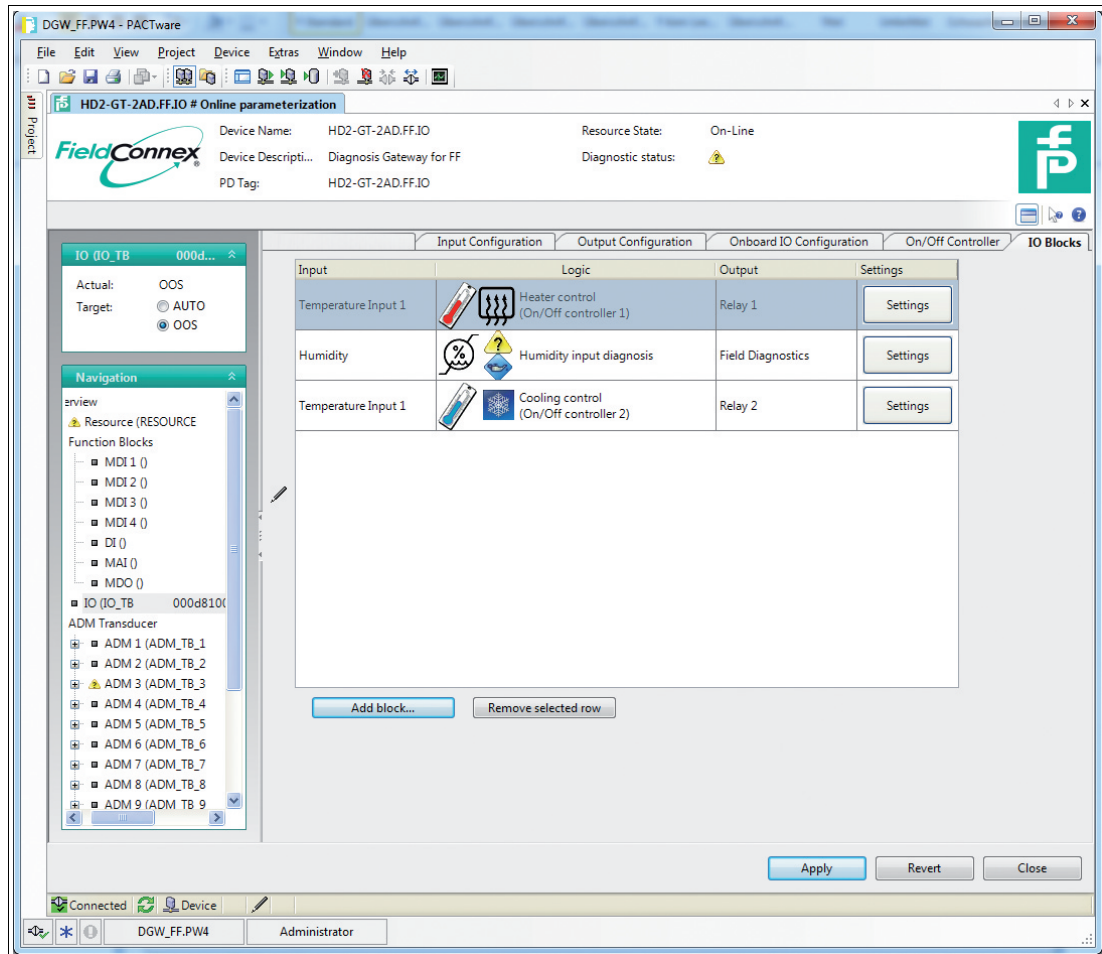 DGW_FF.PW4 - PACTware
File Edit View Project Device Extras Window Help
Project
HD2-GT-2AD.FF.IO # Online parameterization
FieldConnex®
Device Name: HD2-GT-2AD.FF.IO Resource State: On-Line
Device Descripti... Diagnosis Gateway for FF Diagnostic status:
PD Tag: HD2-GT-2AD.FF.IO
Input Configuration Output Configuration Onboard IO Configuration On/Off Controller IO Blocks
IO (IO_TB 000d...
Actual: OOS
Target: AUTO
OOS
Navigation
erview
Resource (RESOURCE
Function Blocks
MDI 1 ()
MDI 2 ()
MDI 3 ()
MDI 4 ()
DI ()
MAI ()
MDO ()
IO (IO_TB 000d810(
ADM Transducer
ADM 1 (ADM_TB_1
ADM 2 (ADM_TB_2
ADM 3 (ADM_TB_3
ADM 4 (ADM_TB_4
ADM 5 (ADM_TB_5
ADM 6 (ADM_TB_6
ADM 7 (ADM_TB_7
ADM 8 (ADM_TB_8
ADM 9 (ADM_TB_9
Input Logic Output Settings
Temperature Input 1 Heater control Relay 1 Settings
(On/Off controller 1)
Humidity % ? Humidity input diagnosis Field Diagnostics Settings
Temperature Input 1 Cooling control Relay 2 Settings
(On/Off controller 2)
Add block... Remove selected row
Apply Revert Close
Connected Device
DGW_FF.PW4 Administrator